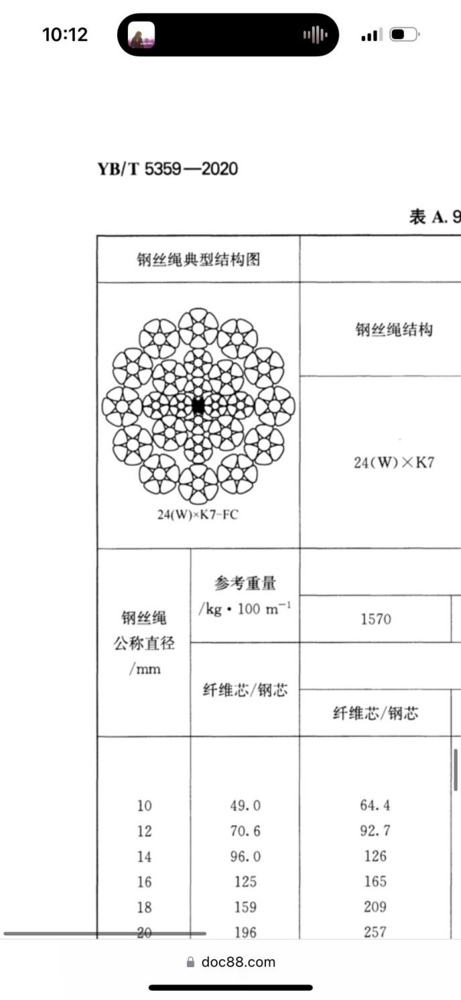 10:12
YB/T 5359—2020
表 A.9
钢丝绳典型结构图
钢丝绳结构
24(W)×K7
24(W)×K7-FC
钢丝绳
公称直径
/mm
参考重量
/kg·100 m⁻¹
1570
纤维芯/钢芯
纤维芯/钢芯
10 49.0 64.4
12 70.6 92.7
14 96.0 126
16 125 165
18 159 209
20 196 257
doc88.com